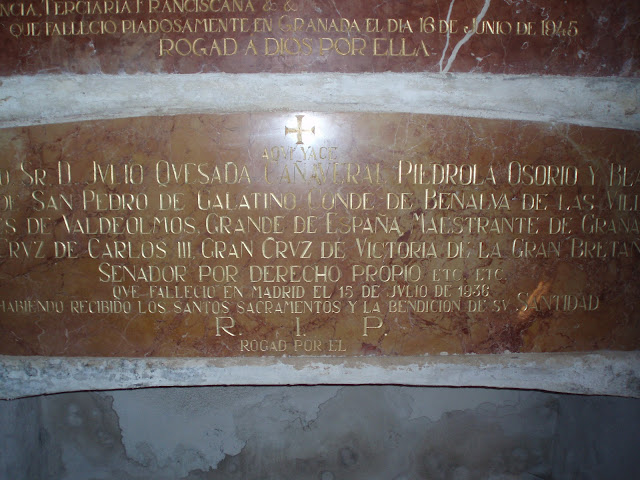 NCIA, TERCIARIA FRANCISCANA & &
QUE FALLECIO PIADOSAMENTE EN GRANADA EL DIA 16 DE JUNIO DE 1945
ROGAD A DIOS POR ELLA.
AQVI YACE
SR. D. JVLIO QVESADA CAÑAVERAL PIEDROLA OSORIO Y BLA
DE SAN PEDRO DE GALATINO CONDE DE BENALVA DE LAS VILL
S DE VALDEOLMOS, GRANDE DE ESPAÑA, MAESTRANTE DE GRANA
CRVZ DE CARLOS III, GRAN CRVZ DE VICTORIA DE LA GRAN BRETAN
SENADOR POR DERECHO PROPIO ETC. ETC.
QVE FALLECIO EN MADRID EL 15 DE JVLIO DE 1936
HABIENDO RECIBIDO LOS SANTOS SACRAMENTOS Y LA BENDICION DE SV SANTIDAD
R. I. P.
ROGAD POR EL